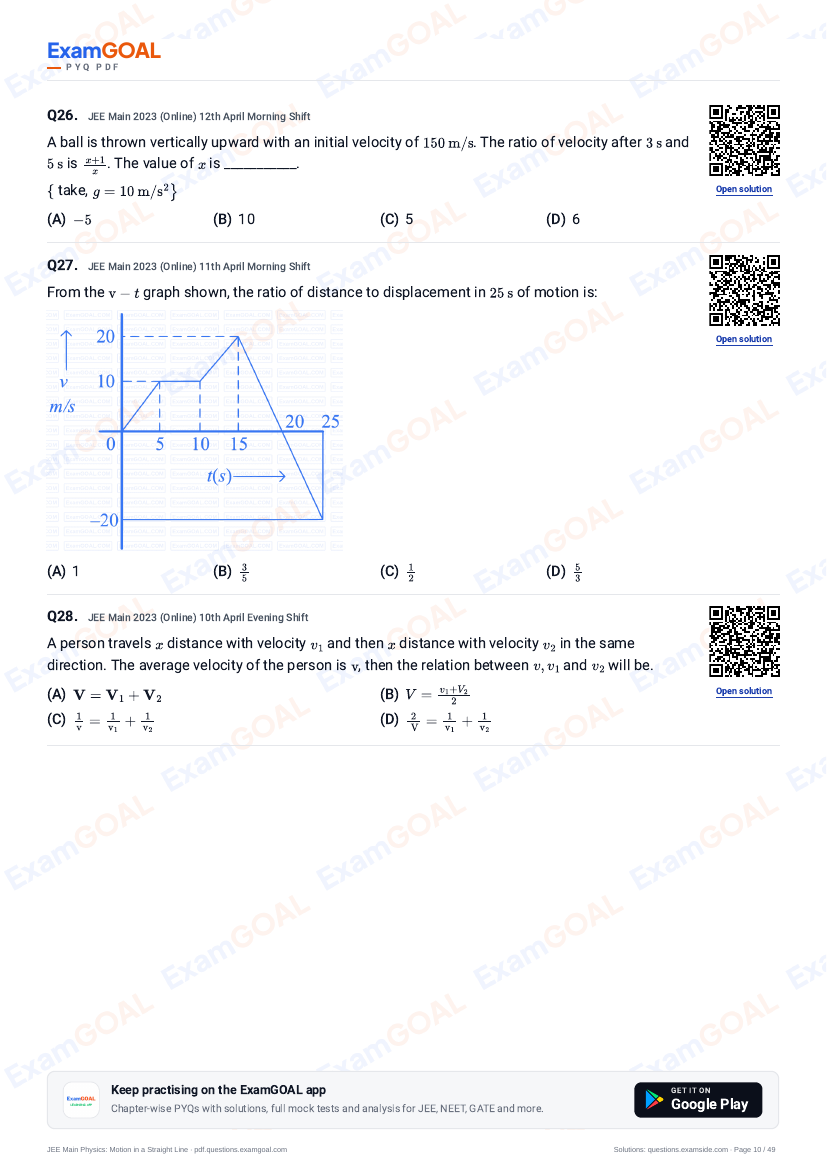 ExamGOAL
PYQ PDF
Q26. JEE Main 2023 (Online) 12th April Morning Shift
A ball is thrown vertically upward with an initial velocity of 150 m/s. The ratio of velocity after 3 s and
5 s is (x+1)/x. The value of x is ___________.
{ take, g = 10 m/s²}
(A) −5 (B) 10 (C) 5 (D) 6
Open solution
Q27. JEE Main 2023 (Online) 11th April Morning Shift
From the v − t graph shown, the ratio of distance to displacement in 25 s of motion is:
Open solution
20
v
10
m/s
20 25
0 5 10 15
t(s)
−20
(A) 1 (B) 3/5 (C) 1/2 (D) 5/3
Q28. JEE Main 2023 (Online) 10th April Evening Shift
A person travels x distance with velocity v₁ and then x distance with velocity v₂ in the same
direction. The average velocity of the person is v, then the relation between v, v₁ and v₂ will be.
(A) V = V₁ + V₂ (B) V = (v₁+V₂)/2
(C) 1/v = 1/v₁ + 1/v₂ (D) 2/V = 1/v₁ + 1/v₂
Open solution
Keep practising on the ExamGOAL app
Chapter-wise PYQs with solutions, full mock tests and analysis for JEE, NEET, GATE and more.
GET IT ON
Google Play
JEE Main Physics: Motion in a Straight Line · pdf.questions.examgoal.com
Solutions: questions.examside.com · Page 10 / 49